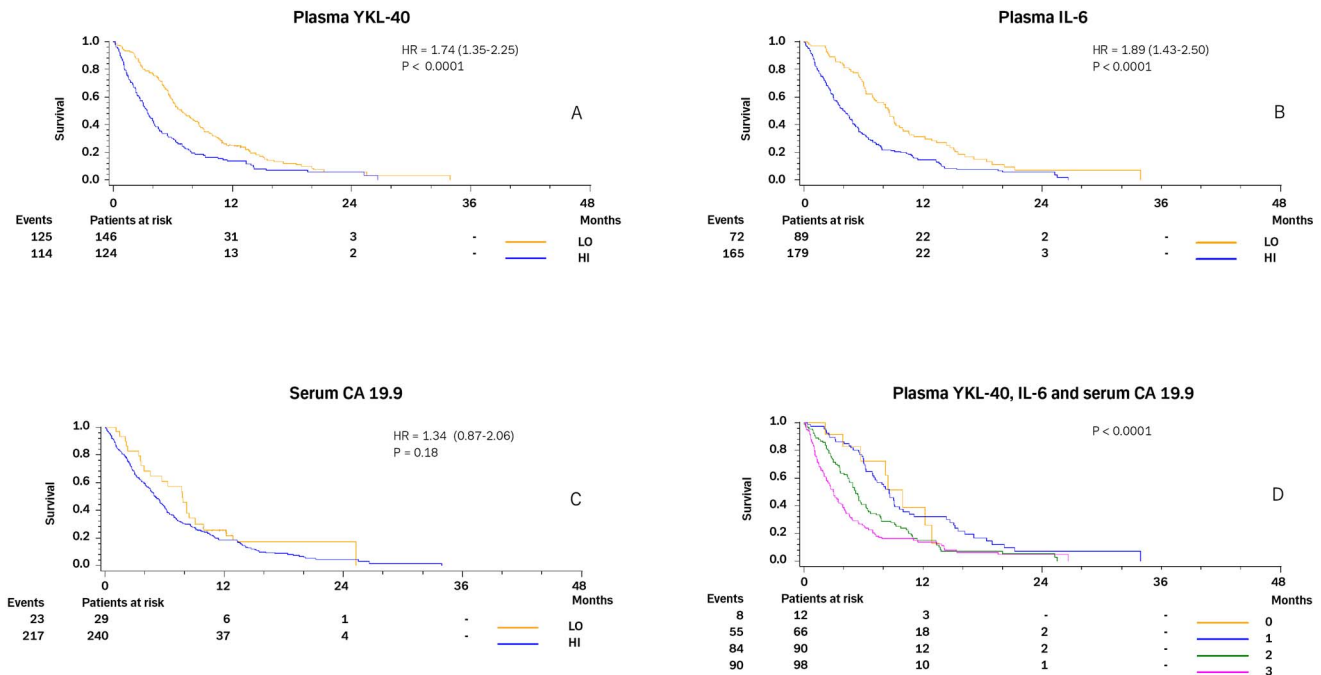 Plasma YKL-40
HR = 1.74 (1.35-2.25)
P < 0.0001
A
Survival
1.0
0.8
0.6
0.4
0.2
0.0
0 12 24 36 48
Events Patients at risk Months
125 146 31 3 - LO
114 124 13 2 - HI
Plasma IL-6
HR = 1.89 (1.43-2.50)
P < 0.0001
B
Survival
1.0
0.8
0.6
0.4
0.2
0.0
0 12 24 36 48
Events Patients at risk Months
72 89 22 2 - LO
165 179 22 3 - HI
Serum CA 19.9
HR = 1.34 (0.87-2.06)
P = 0.18
C
Survival
1.0
0.8
0.6
0.4
0.2
0.0
0 12 24 36 48
Events Patients at risk Months
23 29 6 1 - LO
217 240 37 4 - HI
Plasma YKL-40, IL-6 and serum CA 19.9
P < 0.0001
D
Survival
1.0
0.8
0.6
0.4
0.2
0.0
0 12 24 36 48
Events Patients at risk Months
8 12 3 - - 0
55 66 18 2 - 1
84 90 12 2 - 2
90 98 10 1 - 3